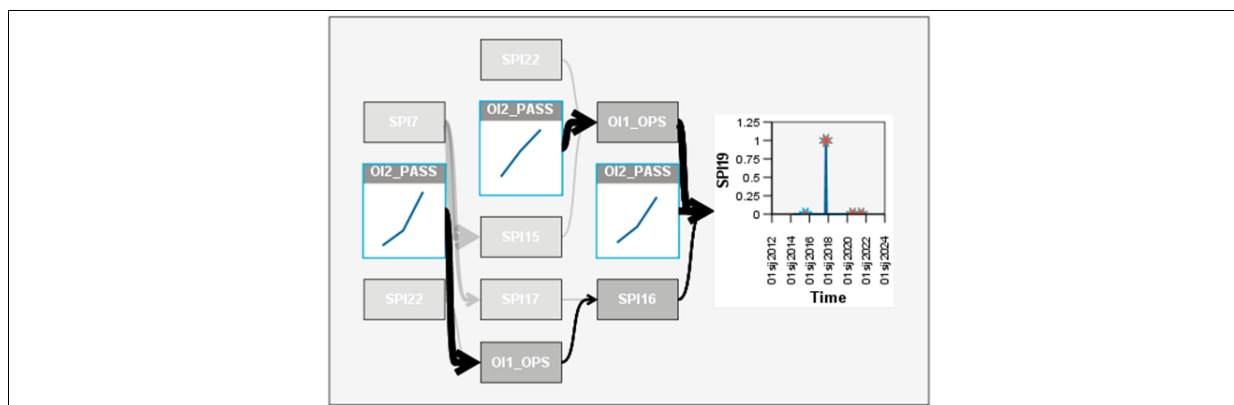 SPI22
OI2_PASS
SPI7
OI1_OPS
OI2_PASS
OI2_PASS
SPI15
SPI22
SPI17
SPI16
OI1_OPS
SPI19
1.25
1
0.75
0.5
0.25
0
01 sij 2012
01 sij 2014
01 sij 2016
01 sij 2018
01 sij 2020
01 sij 2022
01 sij 2024
Time